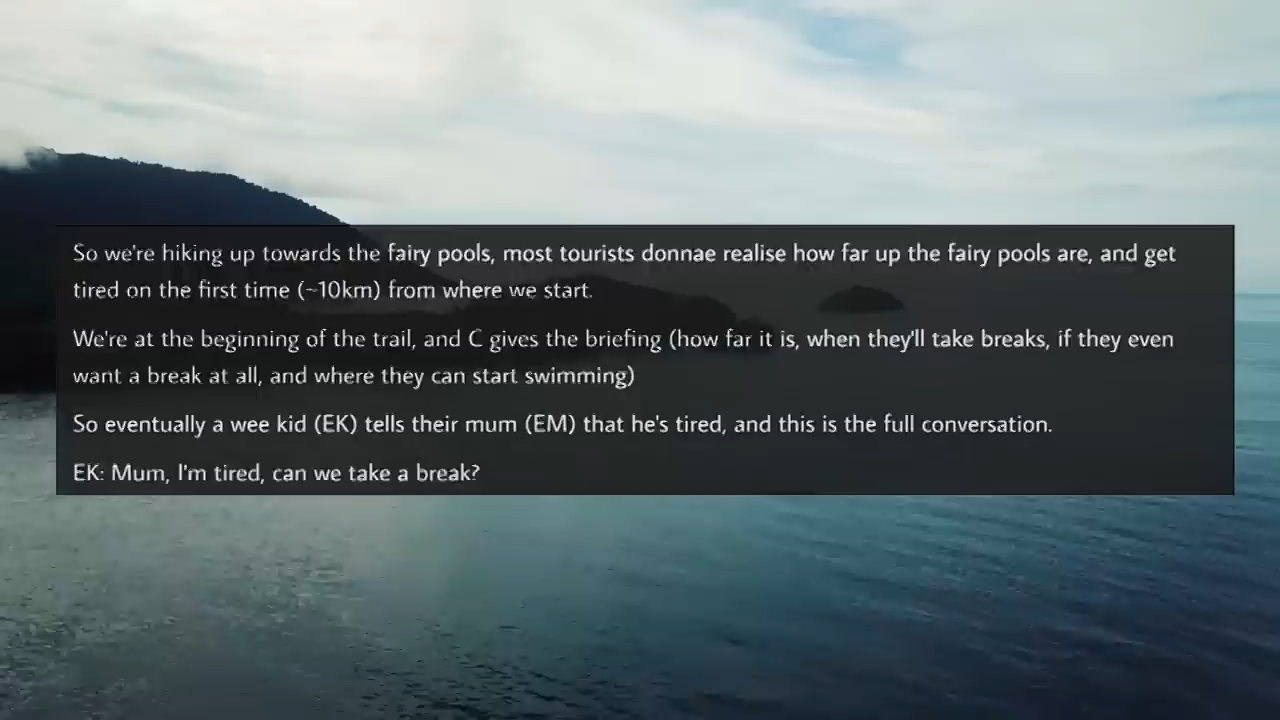 So we're hiking up towards the fairy pools, most tourists donnae realise how far up the fairy pools are, and get
tired on the first time (~10km) from where we start.
We're at the beginning of the trail, and C gives the briefing (how far it is, when they'll take breaks, if they even
want a break at all, and where they can start swimming)
So eventually a wee kid (EK) tells their mum (EM) that he's tired, and this is the full conversation.
EK: Mum, I'm tired, can we take a break?